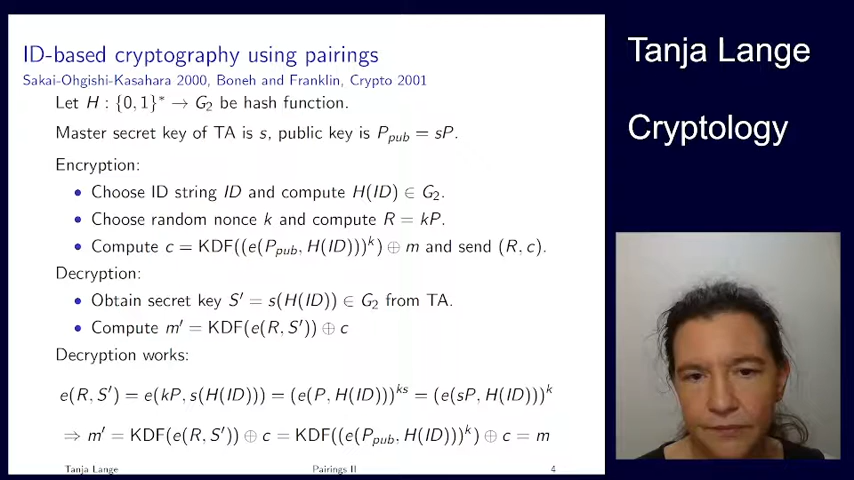 ID-based cryptography using pairings
Sakai-Ohgishi-Kasahara 2000, Boneh and Franklin, Crypto 2001
Let H : {0, 1}* → G₂ be hash function.
Master secret key of TA is s, public key is P_pub = sP.
Encryption:
• Choose ID string ID and compute H(ID) ∈ G₂.
• Choose random nonce k and compute R = kP.
• Compute c = KDF((e(P_pub, H(ID)))^k) ⊕ m and send (R, c).
Decryption:
• Obtain secret key S′ = s(H(ID)) ∈ G₂ from TA.
• Compute m′ = KDF(e(R, S′)) ⊕ c
Decryption works:
e(R, S′) = e(kP, s(H(ID))) = (e(P, H(ID)))^ks = (e(sP, H(ID)))^k
⇒ m′ = KDF(e(R, S′)) ⊕ c = KDF((e(P_pub, H(ID)))^k) ⊕ c = m
Tanja Lange Pairings II 4
Tanja Lange
Cryptology